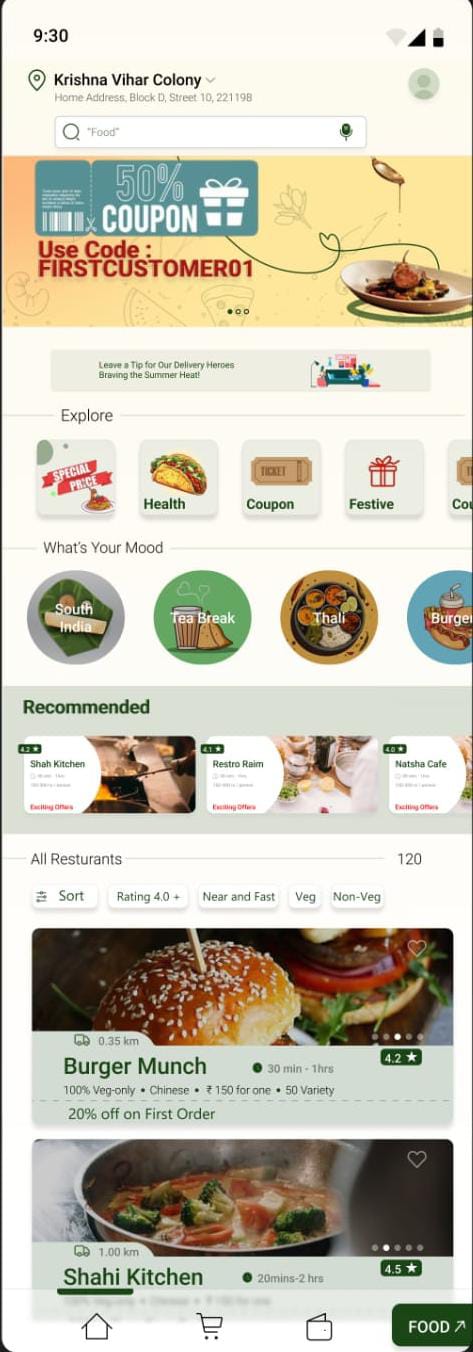 9:30
Krishna Vihar Colony
Home Address, Block D, Street 10, 221198
"Food"
50%
COUPON
Use Code :
FIRSTCUSTOMER01
Leave a Tip for Our Delivery Heroes
Braving the Summer Heat!
Explore
SPECIAL
PRICE
Health
TICKET
Coupon
Festive
Cou
What's Your Mood
South
India
Tea Break
Thali
Burger
Recommended
4.2 ★
Shah Kitchen
Exciting Offers
4.1 ★
Restro Raim
Exciting Offers
4.0 ★
Natsha Cafe
Exciting Offers
All Resturants
120
Sort
Rating 4.0 +
Near and Fast
Veg
Non-Veg
0.35 km
4.2 ★
Burger Munch
30 min - 1hrs
100% Veg-only • Chinese • ₹ 150 for one • 50 Variety
20% off on First Order
1.00 km
4.5 ★
Shahi Kitchen
20mins-2 hrs
FOOD ↗